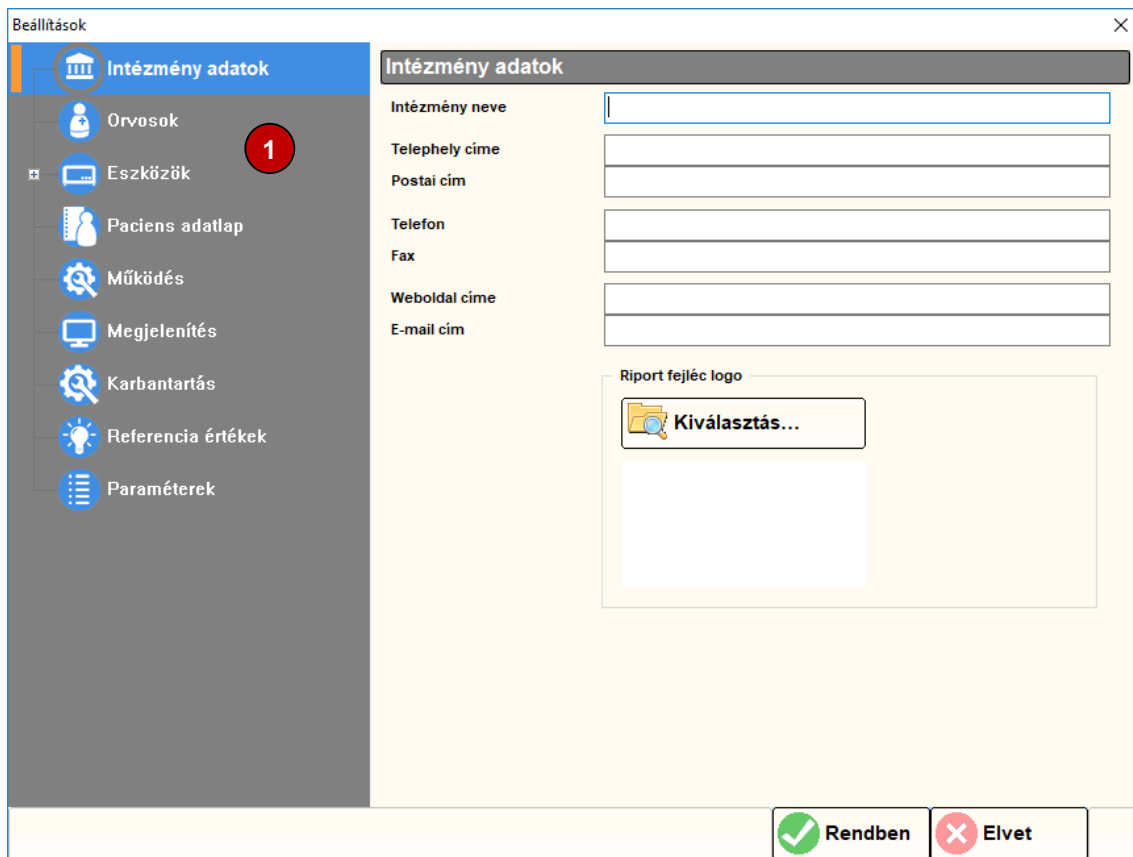 Beállítások
Intézmény adatok
Orvosok
1
Eszközök
Paciens adatlap
Működés
Megjelenítés
Karbantartás
Referencia értékek
Paraméterek
Intézmény adatok
Intézmény neve
Telephely címe
Postai cím
Telefon
Fax
Weboldal címe
E-mail cím
Riport fejléc logo
Kiválasztás...
Rendben
Elvet